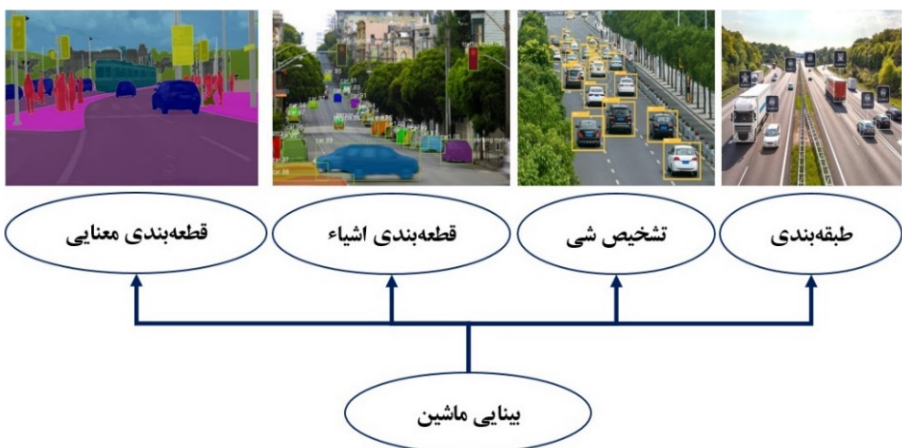 طبقه‌بندی
تشخیص شی
قطعه‌بندی اشیاء
قطعه‌بندی معنایی
بینایی ماشین